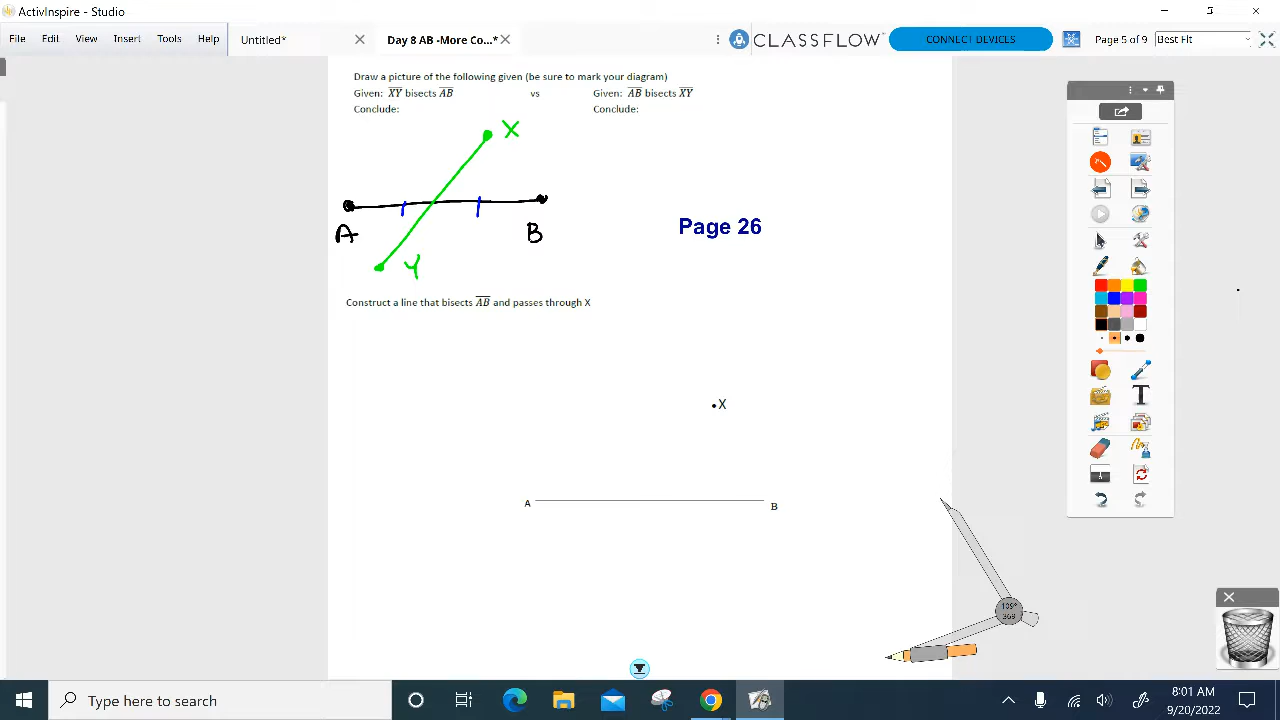 ActivInspire - Studio
File Edit View Insert Tools Help Untitled* Day 8 AB -More Co...* CLASSFLOW CONNECT DEVICES Page 5 of 9 Best Fit
Draw a picture of the following given (be sure to mark your diagram)
Given: XY bisects AB vs Given: AB bisects XY
Conclude: Conclude:
X
A B
Y
Page 26
Construct a line that bisects AB and passes through X
X
A B
T
Type here to search
8:01 AM
9/20/2022